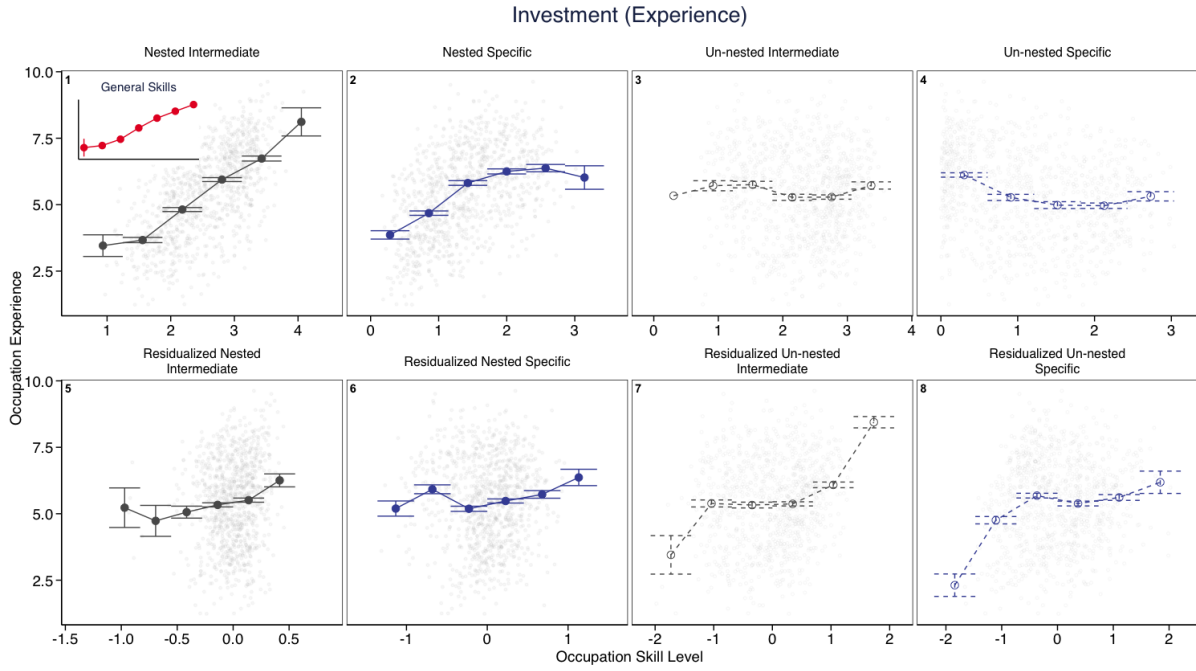 Investment (Experience)
Nested Intermediate
Nested Specific
Un-nested Intermediate
Un-nested Specific
1
General Skills
2
3
4
10.0
7.5
5.0
2.5
1 2 3 4
0 1 2 3
0 1 2 3 4
0 1 2 3
Occupation Experience
Residualized Nested
Intermediate
Residualized Nested Specific
Residualized Un-nested
Intermediate
Residualized Un-nested
Specific
5
6
7
8
10.0
7.5
5.0
2.5
-1.5 -1.0 -0.5 0.0 0.5
-1 0 1
-2 -1 0 1 2
-2 -1 0 1 2
Occupation Skill Level